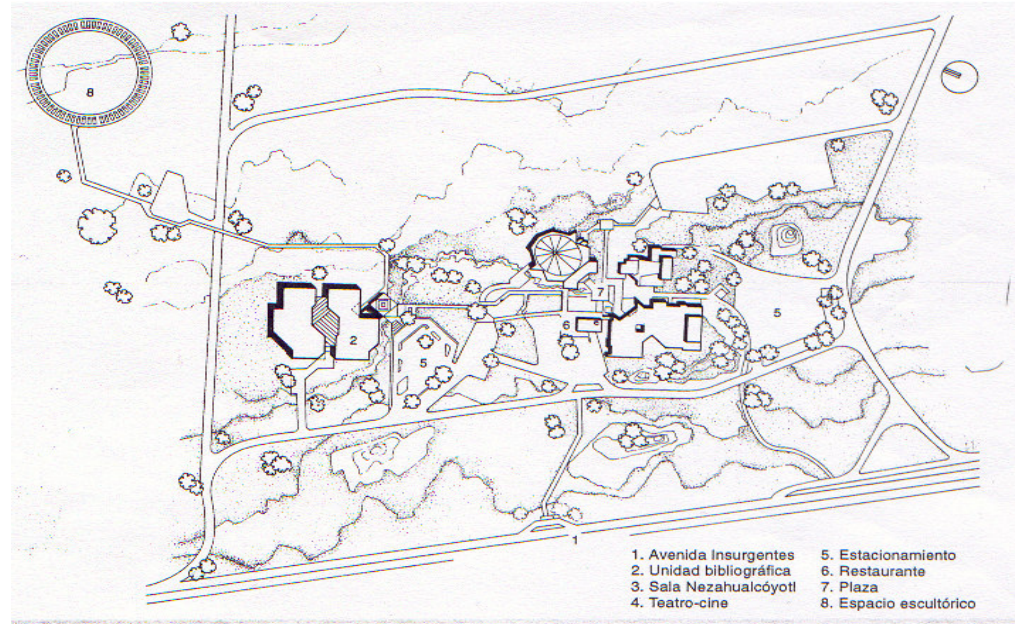 8
7
5
6
2
5
1
1. Avenida Insurgentes
2. Unidad bibliográfica
3. Sala Nezahualcóyotl
4. Teatro-cine
5. Estacionamiento
6. Restaurante
7. Plaza
8. Espacio escultórico